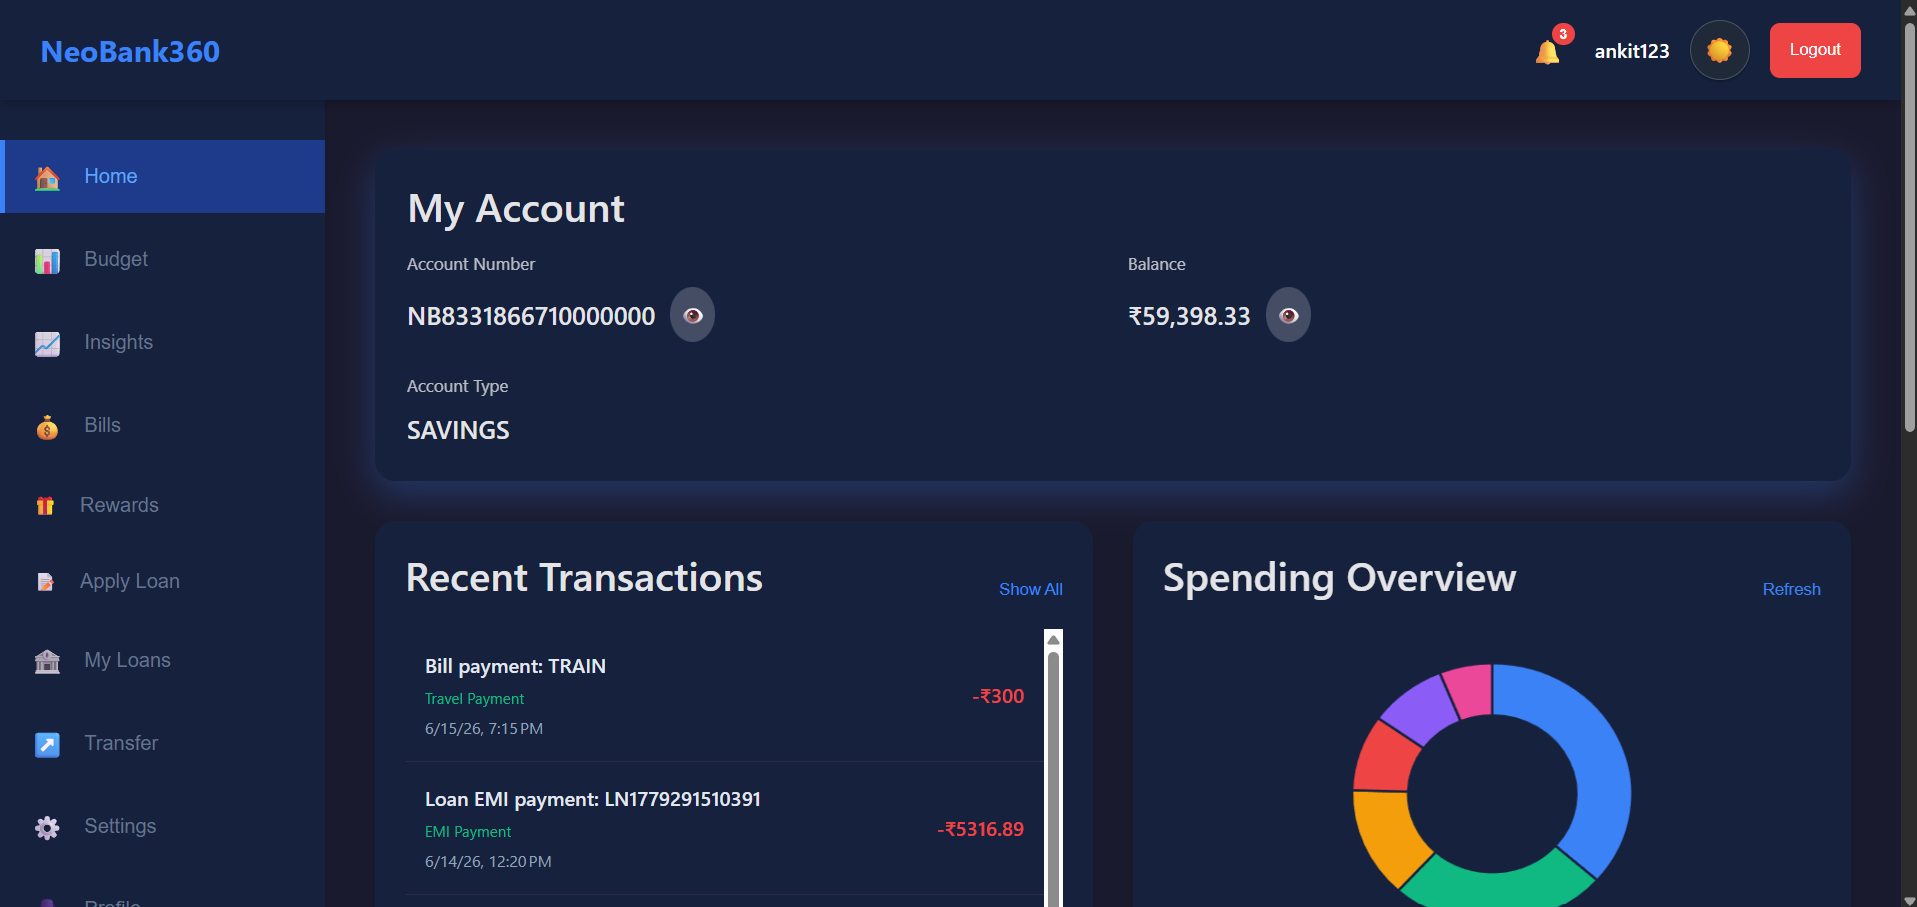 NeoBank360
3
ankit123
Logout
Home
Budget
Insights
Bills
Rewards
Apply Loan
My Loans
Transfer
Settings
Profile
My Account
Account Number
NB8331866710000000
Balance
₹59,398.33
Account Type
SAVINGS
Recent Transactions
Show All
Bill payment: TRAIN
Travel Payment
6/15/26, 7:15 PM
-₹300
Loan EMI payment: LN1779291510391
EMI Payment
6/14/26, 12:20 PM
-₹5316.89
Spending Overview
Refresh